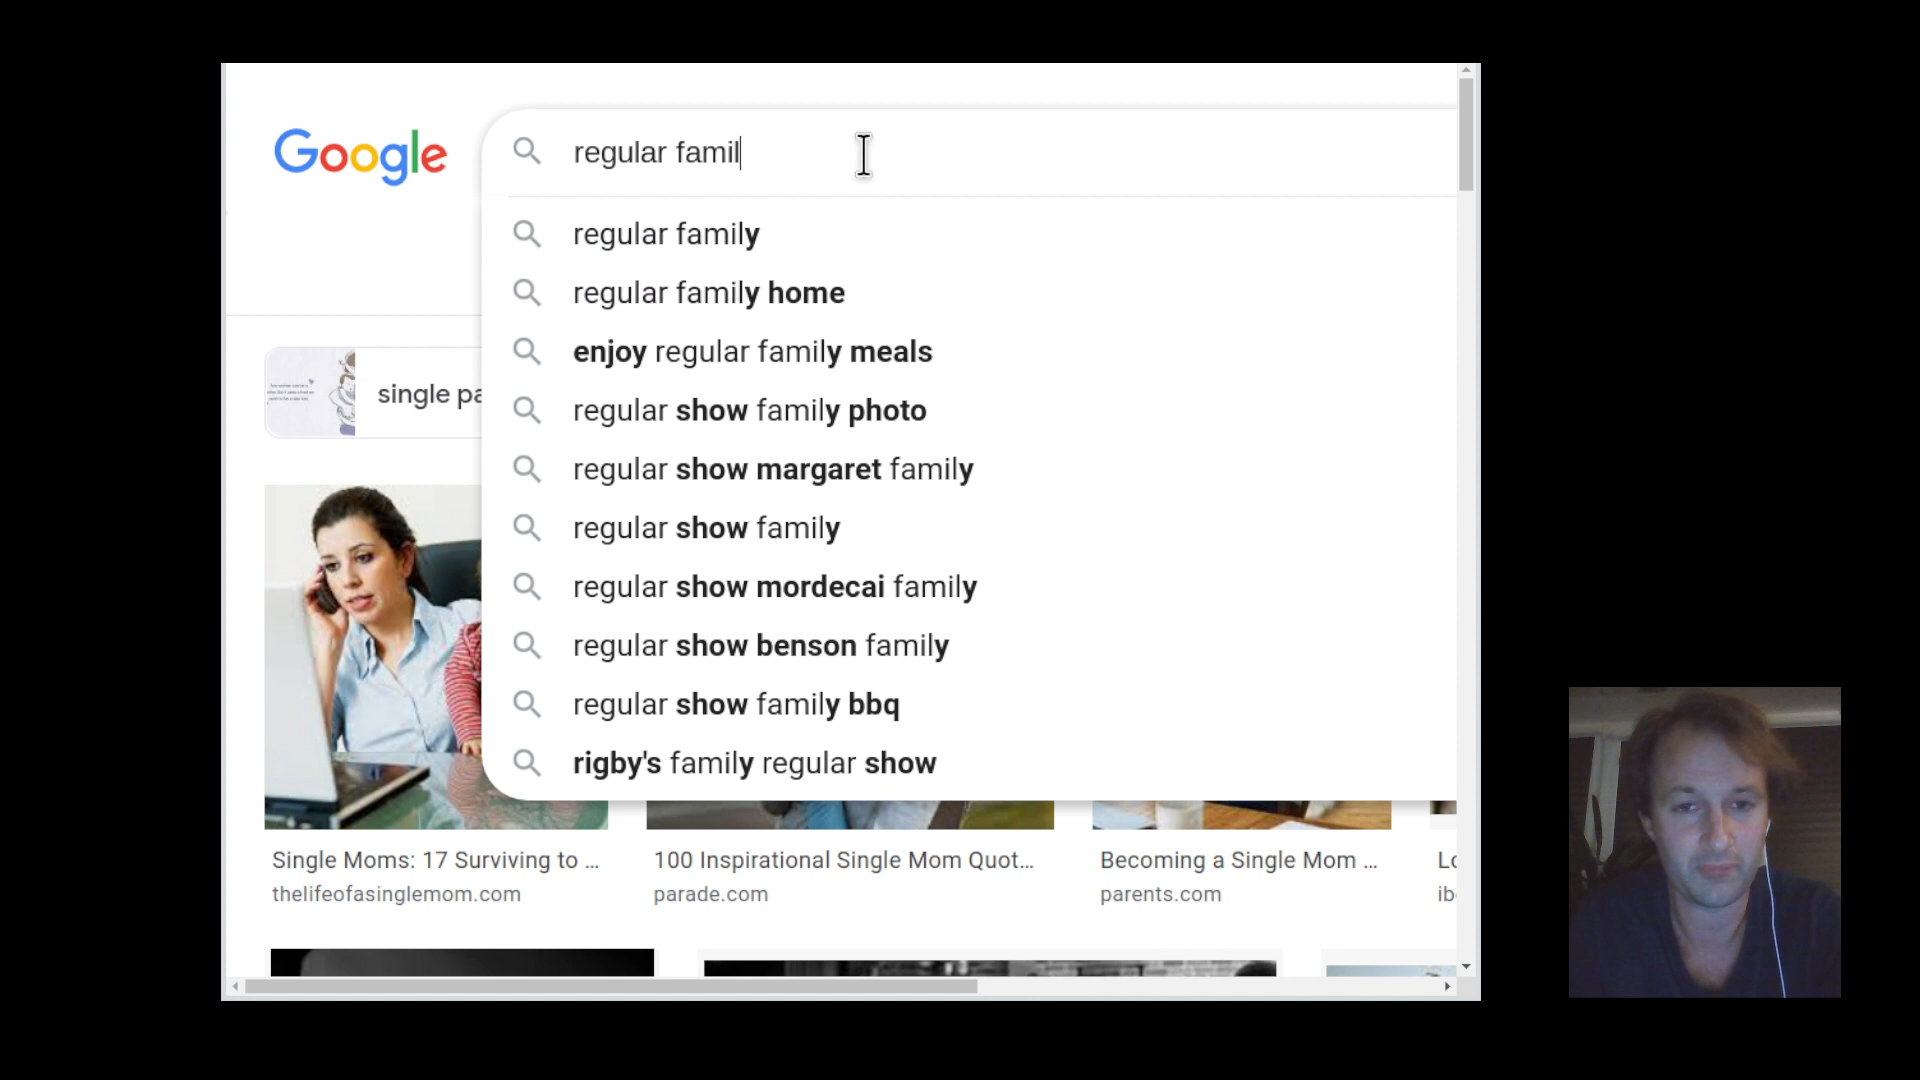 Google
regular famil
regular family
regular family home
enjoy regular family meals
regular show family photo
regular show margaret family
regular show family
regular show mordecai family
regular show benson family
regular show family bbq
rigby's family regular show
single pa
Single Moms: 17 Surviving to ...
thelifeofasinglemom.com
100 Inspirational Single Mom Quot...
parade.com
Becoming a Single Mom ...
parents.com